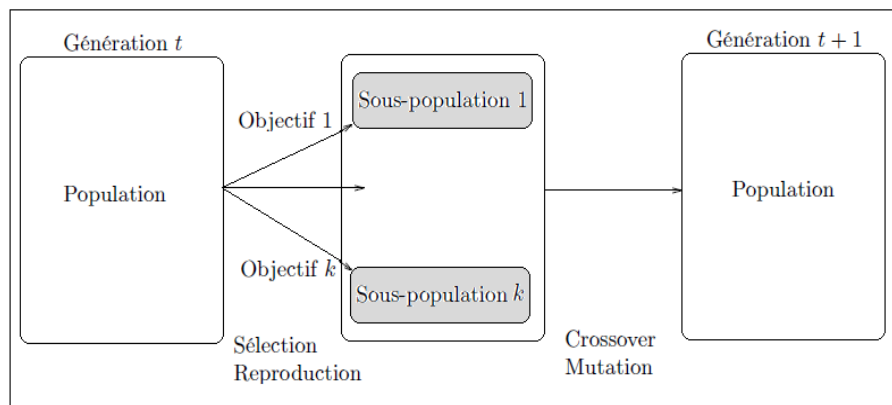 Génération t
Génération t + 1
Sous-population 1
Objectif 1
Population
Population
Objectif k
Sous-population k
Sélection
Reproduction
Crossover
Mutation